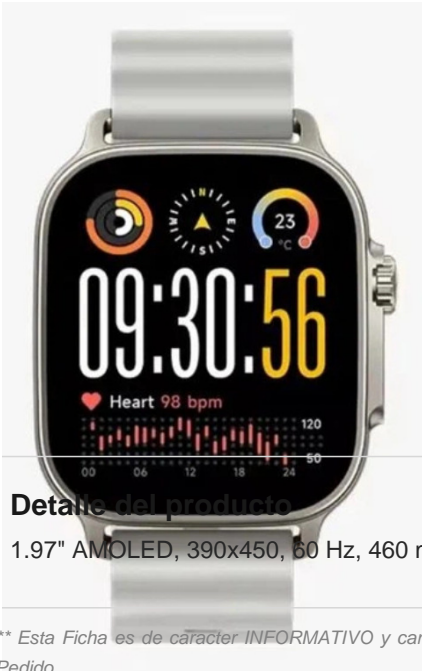 N
E
S
23
°C
09:30:56
Heart 98 bpm
120
50
00 06 12 18 24
Detalle del producto
1.97" AMOLED, 390x450, 60 Hz, 460
** Esta Ficha es de caracter INFORMATIVO y
Pedido